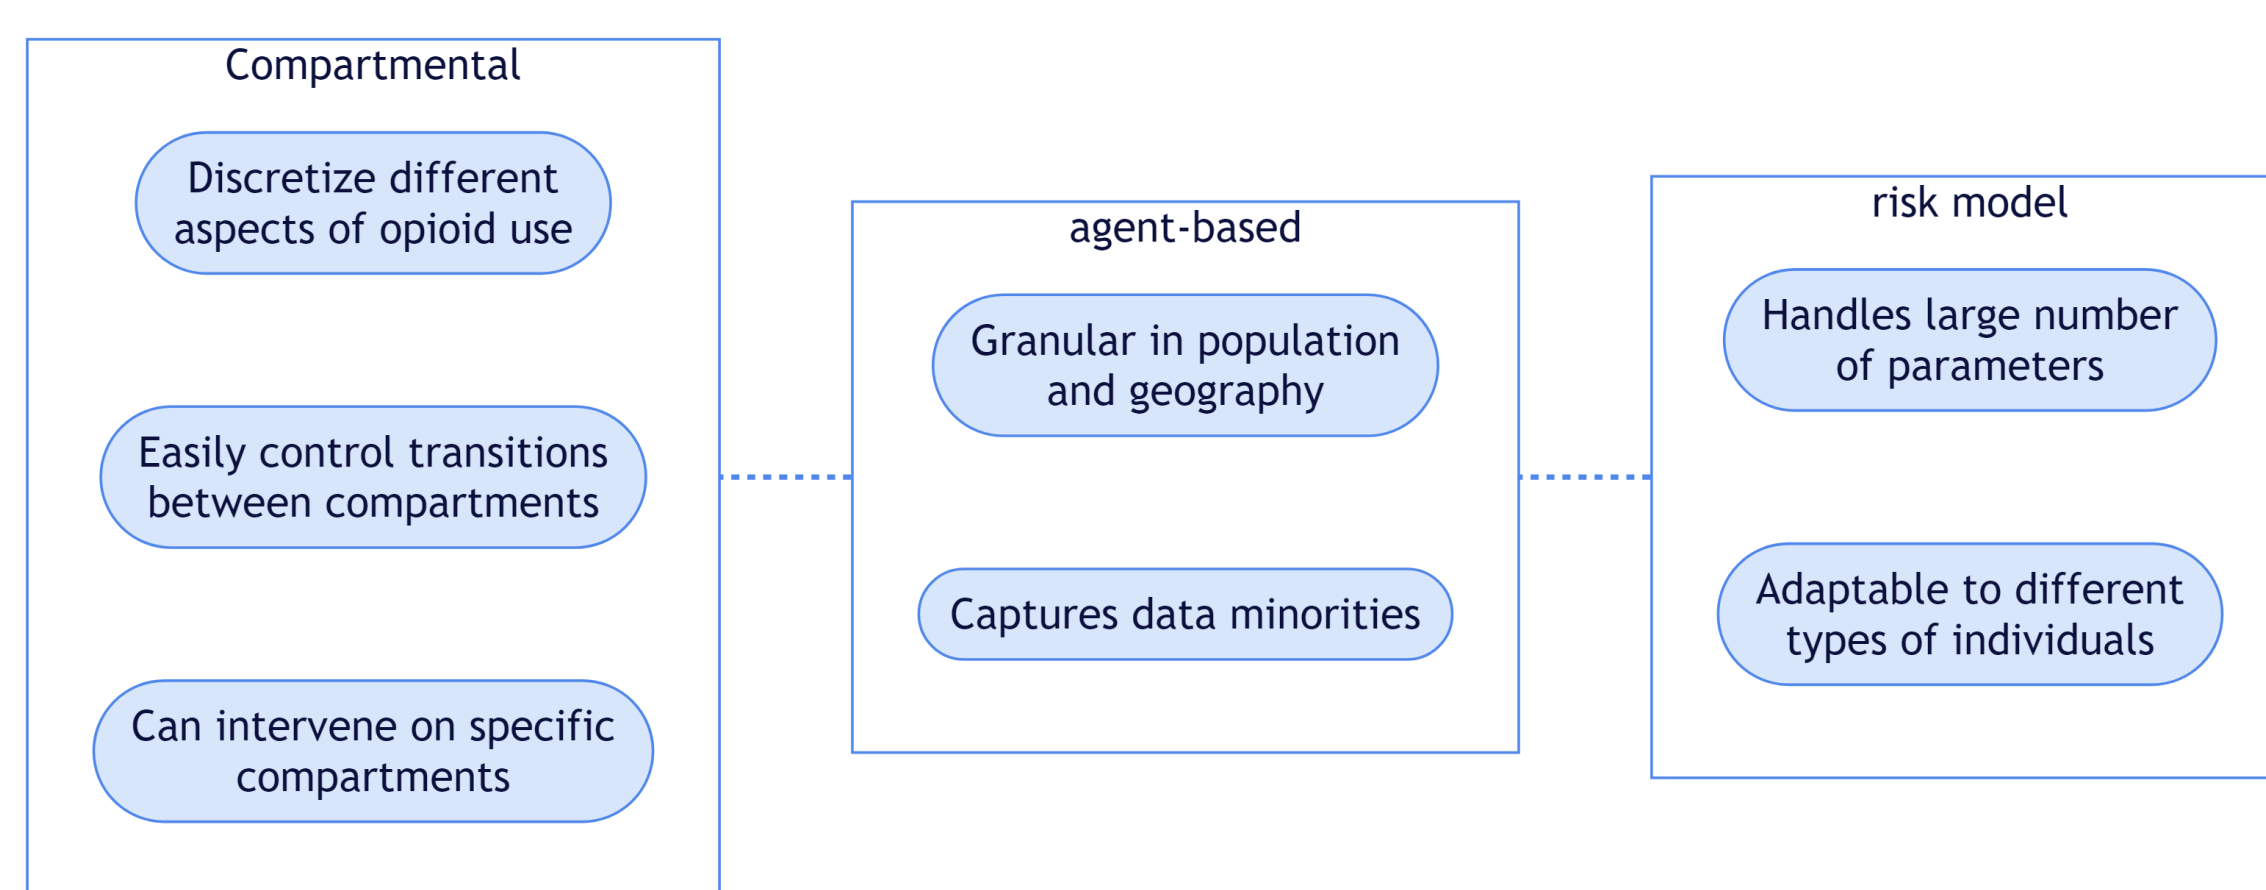 Compartmental
Discretize different
aspects of opioid use
Easily control transitions
between compartments
Can intervene on specific
compartments
agent-based
Granular in population
and geography
Captures data minorities
risk model
Handles large number
of parameters
Adaptable to different
types of individuals